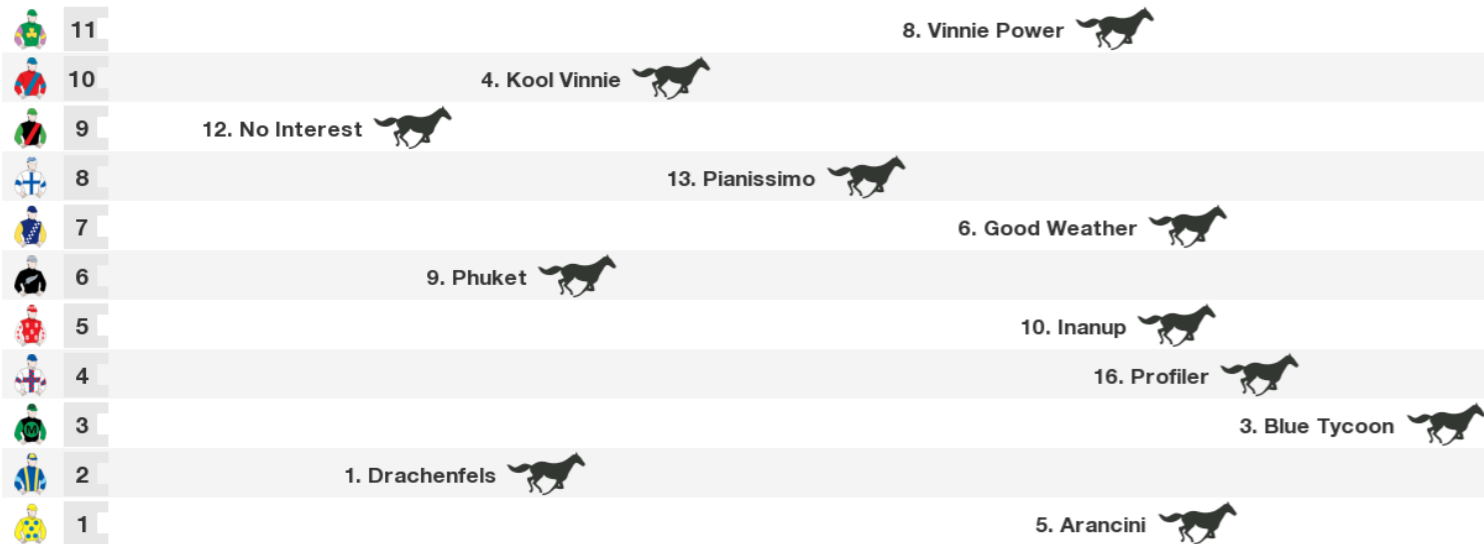 11 8. Vinnie Power
10 4. Kool Vinnie
9 12. No Interest
8 13. Pianissimo
7 6. Good Weather
6 9. Phuket
5 10. Inanup
4 16. Profiler
3 3. Blue Tycoon
M
2 1. Drachenfels
1 5. Arancini